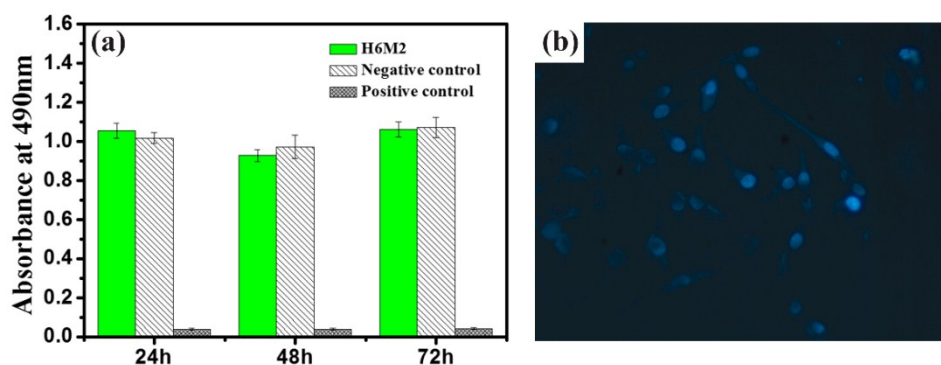 (a)
(b)
H6M2
Negative control
Positive control
Absorbance at 490nm
1.6
1.4
1.2
1.0
0.8
0.6
0.4
0.2
0.0
24h 48h 72h